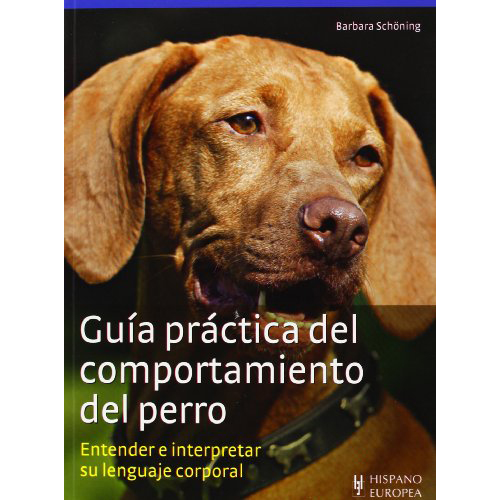 Barbara Schöning
Guía práctica del
comportamiento
del perro
Entender e interpretar
su lenguaje corporal
HISPANO
EUROPEA